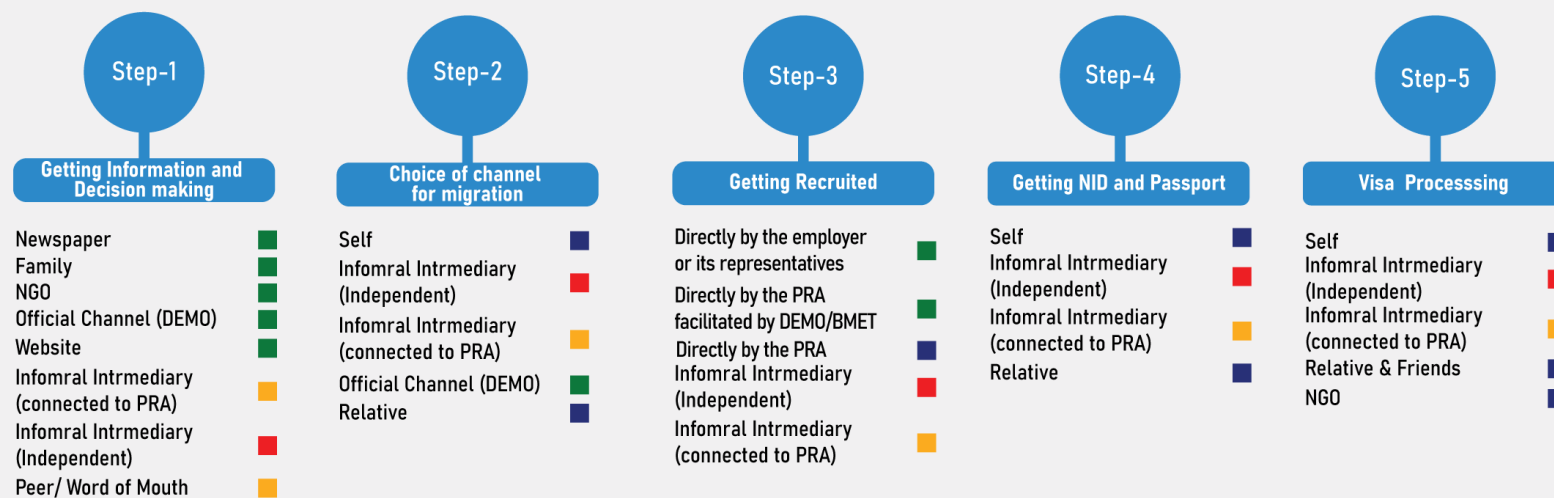 Step-1
Getting Information and
Decision making
Newspaper
Family
NGO
Official Channel (DEMO)
Website
Infomral Intrmediary
(connected to PRA)
Infomral Intrmediary
(Independent)
Peer/ Word of Mouth
Step-2
Choice of channel
for migration
Self
Infomral Intrmediary
(Independent)
Infomral Intrmediary
(connected to PRA)
Official Channel (DEMO)
Relative
Step-3
Getting Recruited
Directly by the employer
or its representatives
Directly by the PRA
facilitated by DEMO/BMET
Directly by the PRA
Infomral Intrmediary
(Independent)
Infomral Intrmediary
(connected to PRA)
Step-4
Getting NID and Passport
Self
Infomral Intrmediary
(Independent)
Infomral Intrmediary
(connected to PRA)
Relative
Step-5
Visa Processsing
Self
Infomral Intrmediary
(Independent)
Infomral Intrmediary
(connected to PRA)
Relative & Friends
NGO